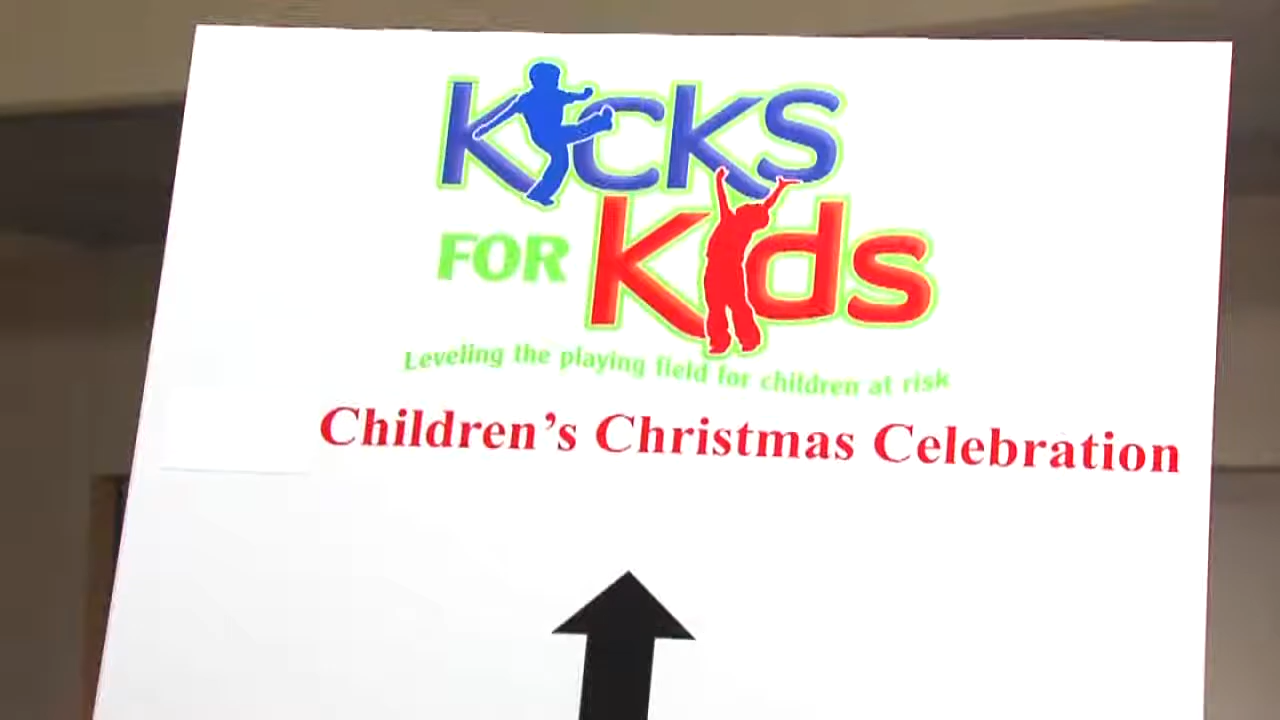 KicKS
FOR Kids
Leveling the playing field for children at risk
Children's Christmas Celebration